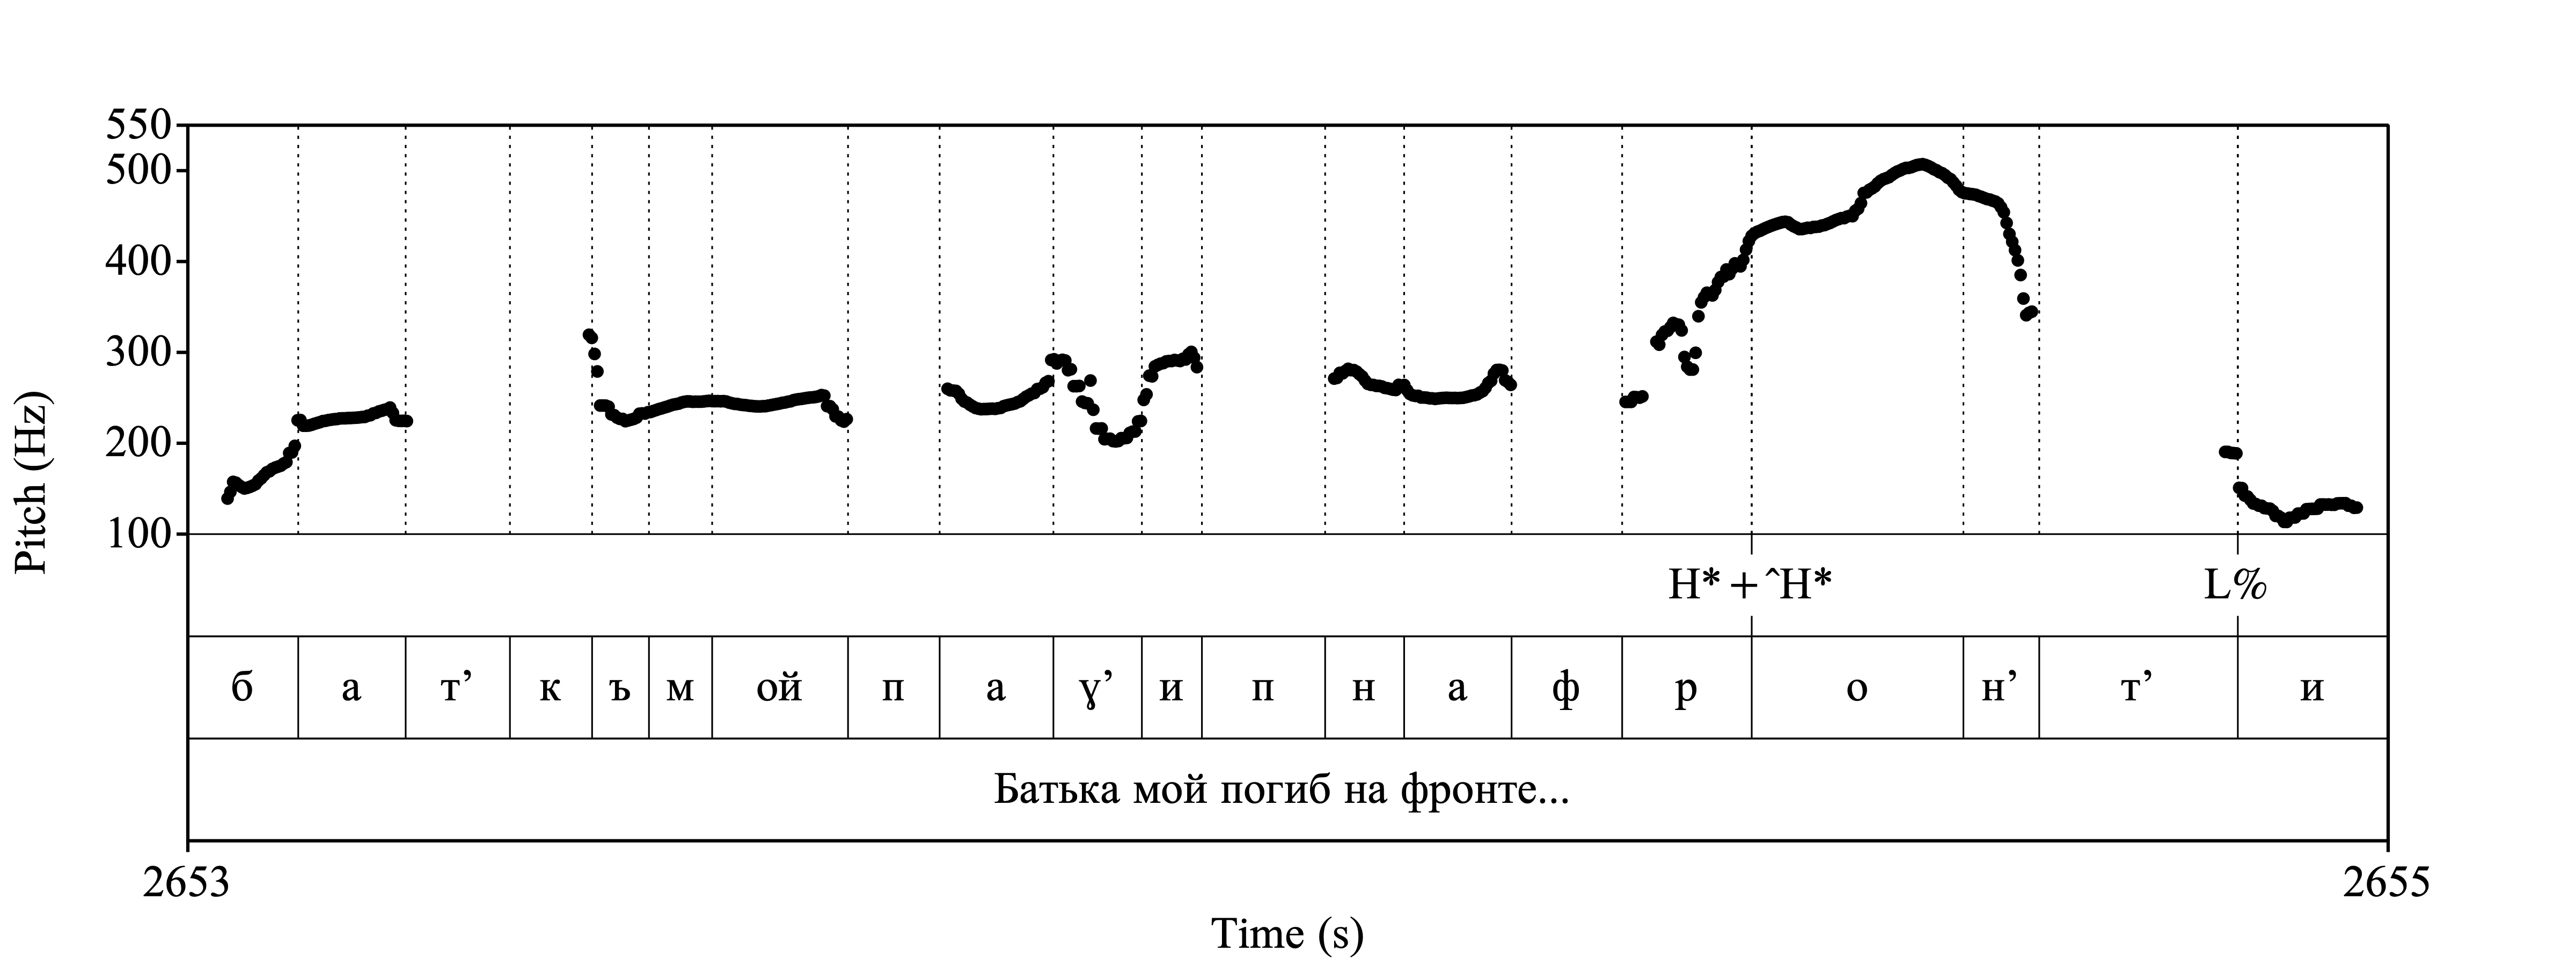 Pitch (Hz)
550
500
400
300
200
100
H* + ˆH* L%
б а т’ к ъ м ой п а ɣ’ и п н а ф р о н’ т’ и
Батька мой погиб на фронте...
2653 2655
Time (s)